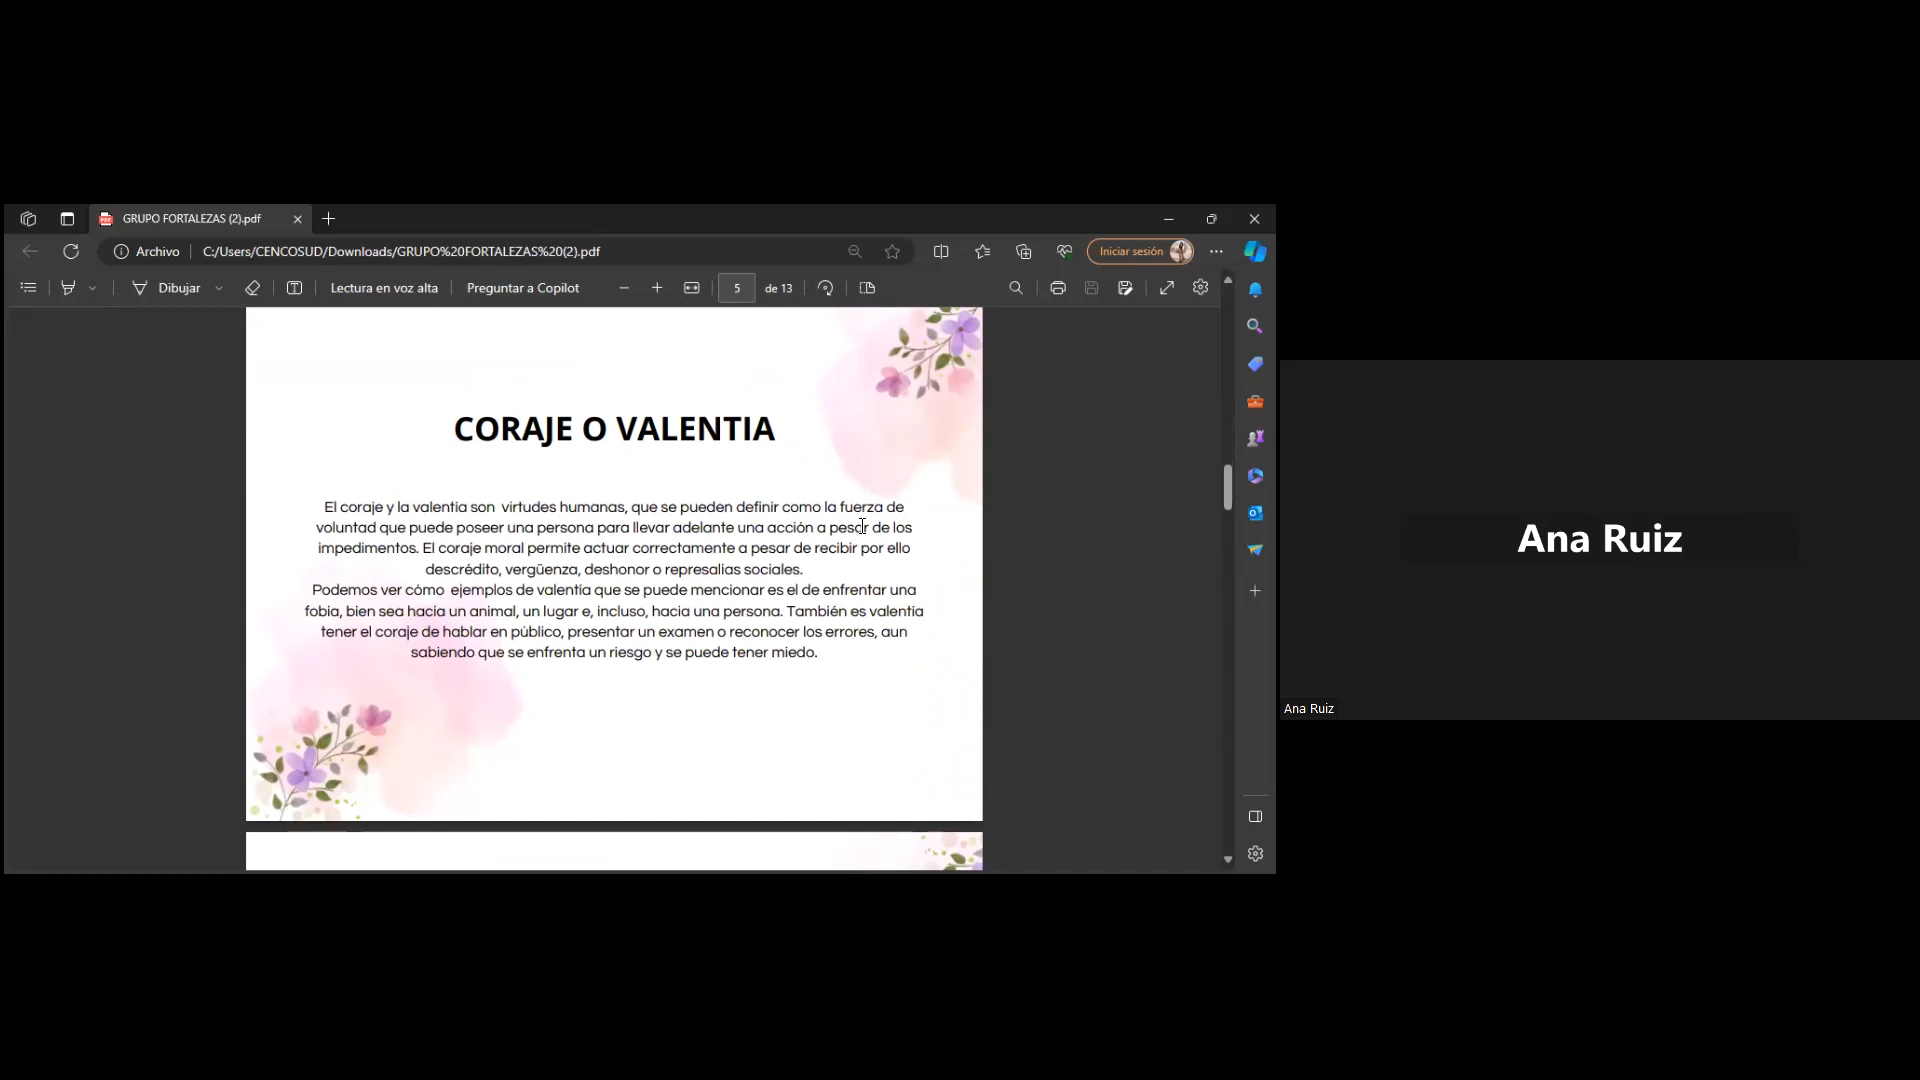 GRUPO FORTALEZAS (2).pdf
Archivo
C:/Users/CENCOSUD/Downloads/GRUPO%20FORTALEZAS%20(2).pdf
Iniciar sesión
Dibujar
Lectura en voz alta
Preguntar a Copilot
5 de 13
CORAJE O VALENTIA
El coraje y la valentía son virtudes humanas, que se pueden definir como la fuerza de
voluntad que puede poseer una persona para llevar adelante una acción a pesar de los
impedimentos. El coraje moral permite actuar correctamente a pesar de recibir por ello
descrédito, vergüenza, deshonor o represalias sociales.
Podemos ver cómo ejemplos de valentía que se puede mencionar es el de enfrentar una
fobia, bien sea hacia un animal, un lugar e, incluso, hacia una persona. También es valentía
tener el coraje de hablar en público, presentar un examen o reconocer los errores, aun
sabiendo que se enfrenta un riesgo y se puede tener miedo.
Ana Ruiz
Ana Ruiz